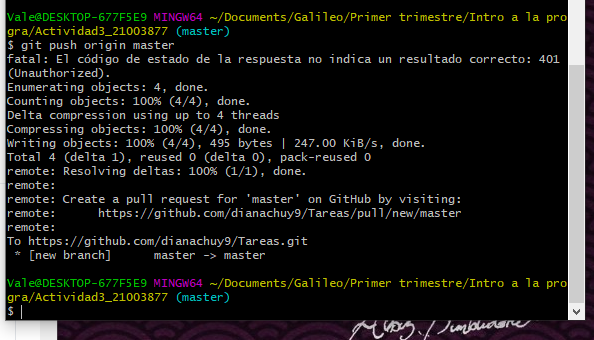 Vale@DESKTOP-677F5E9 MINGW64 ~/Documents/Galileo/Primer trimestre/Intro a la pro
gra/Actividad3_21003877 (master)
$ git push origin master
fatal: El código de estado de la respuesta no indica un resultado correcto: 401
(Unauthorized).
Enumerating objects: 4, done.
Counting objects: 100% (4/4), done.
Delta compression using up to 4 threads
Compressing objects: 100% (4/4), done.
Writing objects: 100% (4/4), 495 bytes | 247.00 KiB/s, done.
Total 4 (delta 1), reused 0 (delta 0), pack-reused 0
remote: Resolving deltas: 100% (1/1), done.
remote:
remote: Create a pull request for 'master' on GitHub by visiting:
remote:      https://github.com/dianachuy9/Tareas/pull/new/master
remote:
To https://github.com/dianachuy9/Tareas.git
 * [new branch]      master -> master
Vale@DESKTOP-677F5E9 MINGW64 ~/Documents/Galileo/Primer trimestre/Intro a la pro
gra/Actividad3_21003877 (master)
$